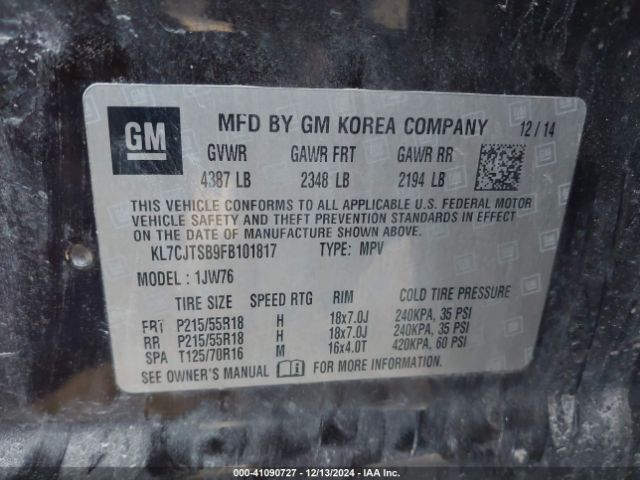 GM MFD BY GM KOREA COMPANY 12/14
GVWR GAWR FRT GAWR RR
4387 LB 2348 LB 2194 LB
THIS VEHICLE CONFORMS TO ALL APPLICABLE U.S. FEDERAL MOTOR
VEHICLE SAFETY AND THEFT PREVENTION STANDARDS IN EFFECT
ON THE DATE OF MANUFACTURE SHOWN ABOVE.
KL7CJTSB9FB101817 TYPE: MPV
MODEL: 1JW76
TIRE SIZE SPEED RTG RIM COLD TIRE PRESSURE
FRT P215/55R18 H 18x7.0J 240KPA, 35 PSI
RR P215/55R18 H 18x7.0J 240KPA, 35 PSI
SPA T125/70R16 M 16x4.0T 420KPA, 60 PSI
SEE OWNER'S MANUAL FOR MORE INFORMATION.
000-41090727 - 12/13/2024 - IAA Inc.